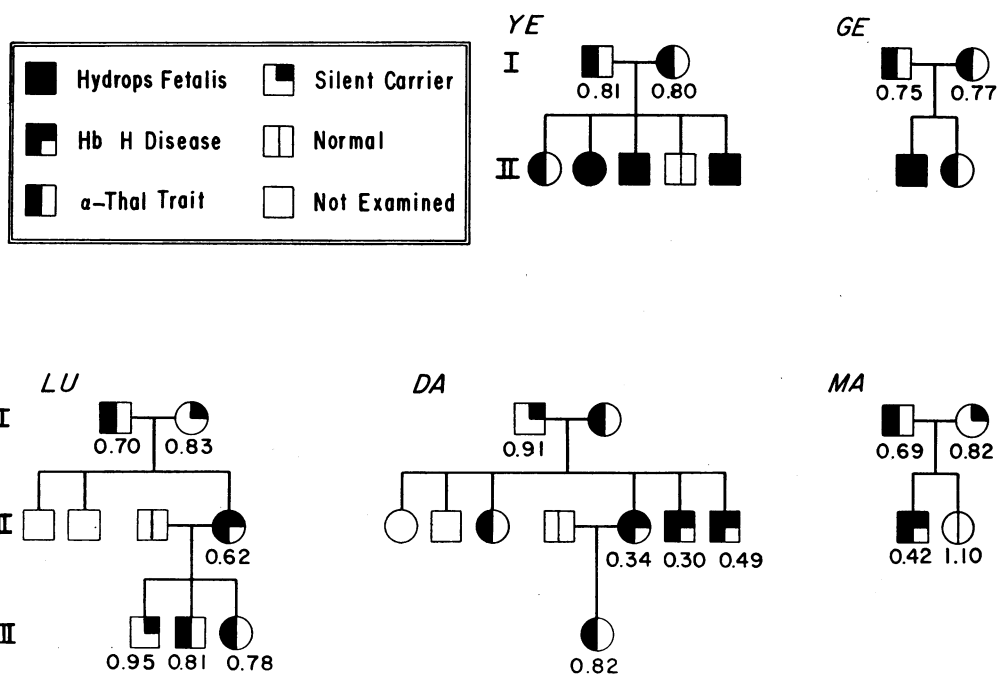 YE GE
Hydrops Fetalis Silent Carrier
Hb H Disease Normal
α-Thal Trait Not Examined
I
0.81 0.80 0.75 0.77
II
LU DA MA
I
0.70 0.83 0.91 0.69 0.82
I
0.62 0.34 0.30 0.49 0.42 1.10
II
0.95 0.81 0.78 0.82